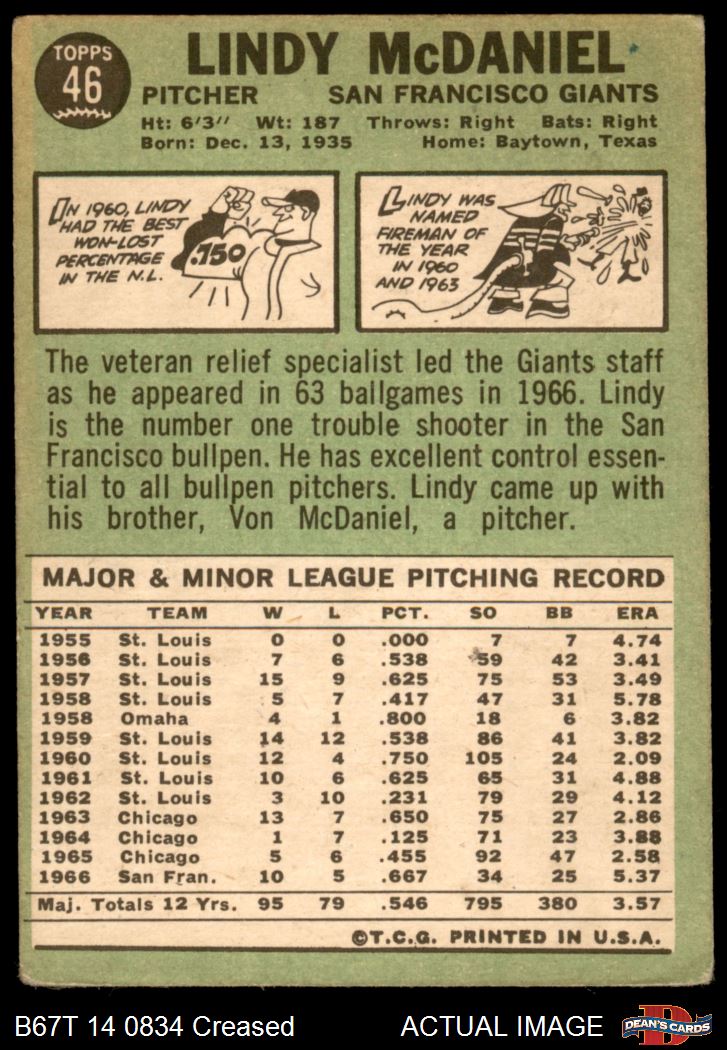 TOPPS
46
LINDY McDANIEL
PITCHER SAN FRANCISCO GIANTS
Ht: 6'3" Wt: 187 Throws: Right Bats: Right
Born: Dec. 13, 1935 Home: Baytown, Texas
IN 1960, LINDY
HAD THE BEST
WON-LOST
PERCENTAGE
IN THE N.L.
.750
LINDY WAS
NAMED
FIREMAN OF
THE YEAR
IN 1960
AND 1963
The veteran relief specialist led the Giants staff
as he appeared in 63 ballgames in 1966. Lindy
is the number one trouble shooter in the San
Francisco bullpen. He has excellent control essen-
tial to all bullpen pitchers. Lindy came up with
his brother, Von McDaniel, a pitcher.
MAJOR & MINOR LEAGUE PITCHING RECORD
YEAR TEAM W L PCT. SO BB ERA
1955 St. Louis 0 0 .000 7 7 4.74
1956 St. Louis 7 6 .538 59 42 3.41
1957 St. Louis 15 9 .625 75 53 3.49
1958 St. Louis 5 7 .417 47 31 5.78
1958 Omaha 4 1 .800 18 6 3.82
1959 St. Louis 14 12 .538 86 41 3.82
1960 St. Louis 12 4 .750 105 24 2.09
1961 St. Louis 10 6 .625 65 31 4.88
1962 St. Louis 3 10 .231 79 29 4.12
1963 Chicago 13 7 .650 75 27 2.86
1964 Chicago 1 7 .125 71 23 3.88
1965 Chicago 5 6 .455 92 47 2.58
1966 San Fran. 10 5 .667 34 25 5.37
Maj. Totals 12 Yrs. 95 79 .546 795 380 3.57
©T.C.G. PRINTED IN U.S.A.
B67T 14 0834 Creased ACTUAL IMAGE
D
DEAN'S CARDS